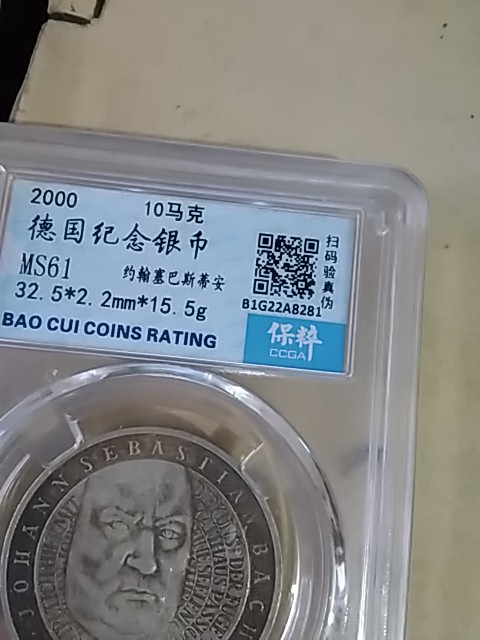 2000 10马克
德国纪念银币
MS61 约翰塞巴斯蒂安
32.5*2.2mm*15.5g
BAO CUI COINS RATING
扫码验真伪
B1G22A8281
保粹
CCGA
JOHANN SEBASTIAN BACH